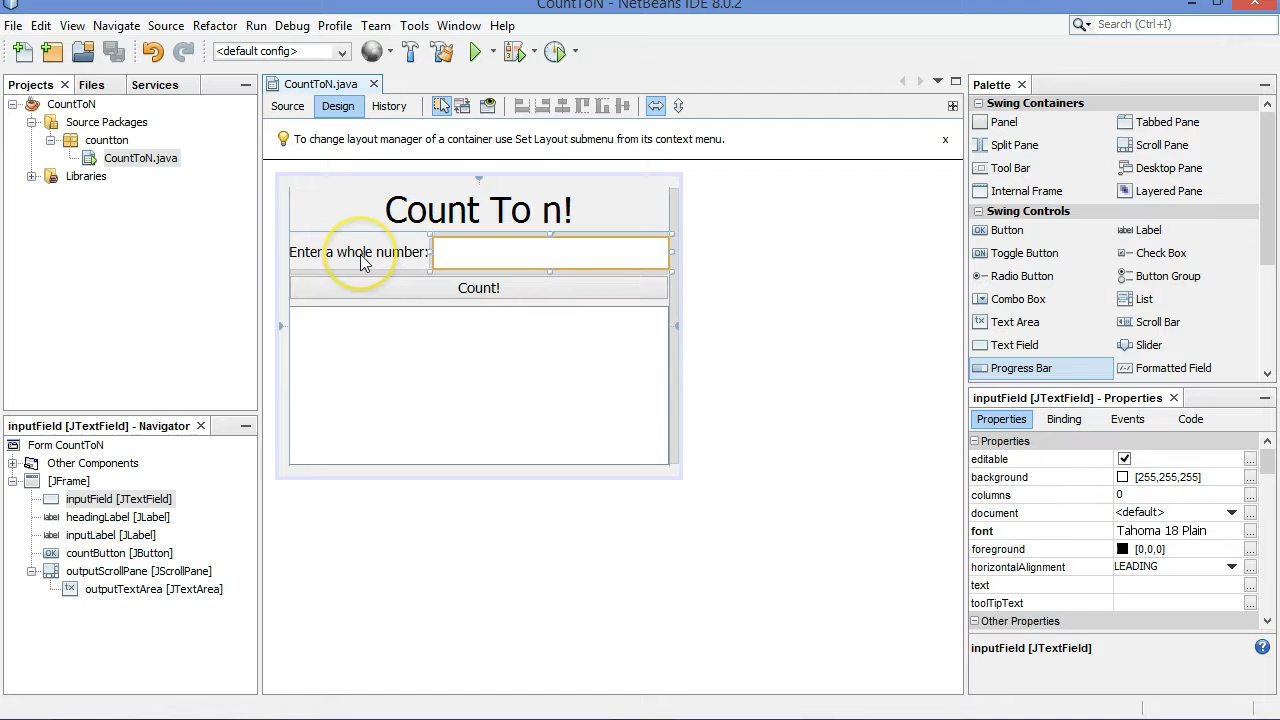 CountToN - NetBeans IDE 8.0.2
File Edit View Navigate Source Refactor Run Debug Profile Team Tools Window Help
Search (Ctrl+I)
<default config>
Projects Files Services
CountToN
Source Packages
countton
CountToN.java
Libraries
CountToN.java
Source Design History
To change layout manager of a container use Set Layout submenu from its context menu.
x
Count To n!
Enter a whole number:
Count!
inputField [JTextField] - Navigator
Form CountToN
Other Components
[JFrame]
inputField [JTextField]
label headingLabel [JLabel]
label inputLabel [JLabel]
OK countButton [JButton]
outputScrollPane [JScrollPane]
tx outputTextArea [JTextArea]
Palette
Swing Containers
Panel Tabbed Pane
Split Pane Scroll Pane
Tool Bar Desktop Pane
Internal Frame Layered Pane
Swing Controls
OK Button label Label
ON Toggle Button Check Box
Radio Button Button Group
Combo Box List
tx Text Area Scroll Bar
Text Field Slider
Progress Bar Formatted Field
inputField [JTextField] - Properties
Properties Binding Events Code
Properties
editable ...
background [255,255,255] ...
columns 0 ...
document <default> ...
font Tahoma 18 Plain ...
foreground [0,0,0] ...
horizontalAlignment LEADING ...
text ...
toolTipText ...
Other Properties
inputField [JTextField]
?